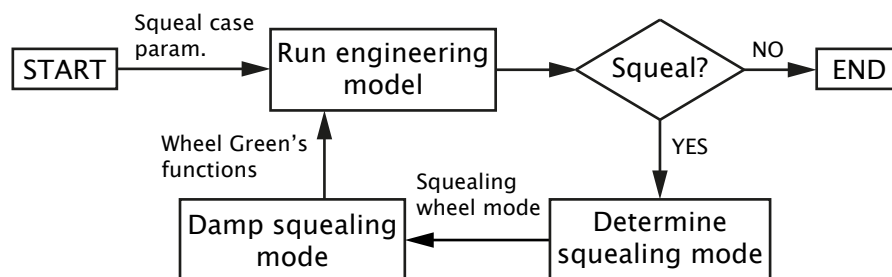 Squeal case
param.
START
Run engineering
model
Squeal?
NO
END
YES
Wheel Green’s
functions
Squealing
wheel mode
Damp squealing
mode
Determine
squealing mode